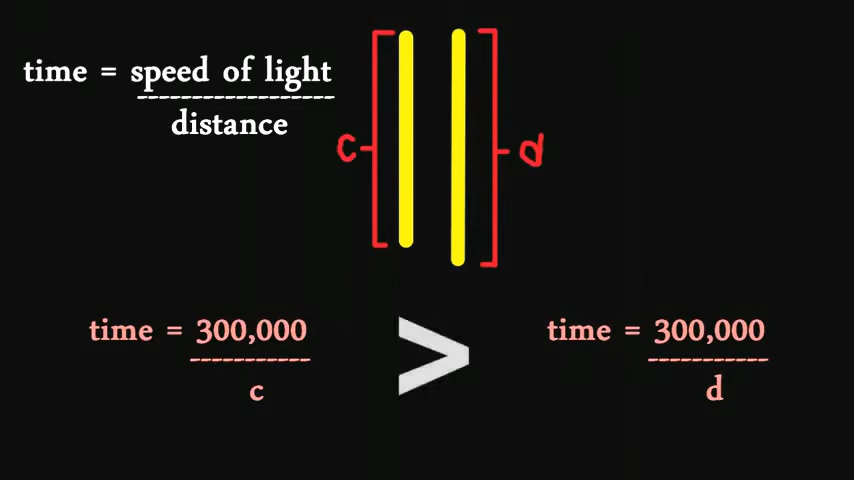 time = speed of light
distance
c
d
time = 300,000
c
>
time = 300,000
d